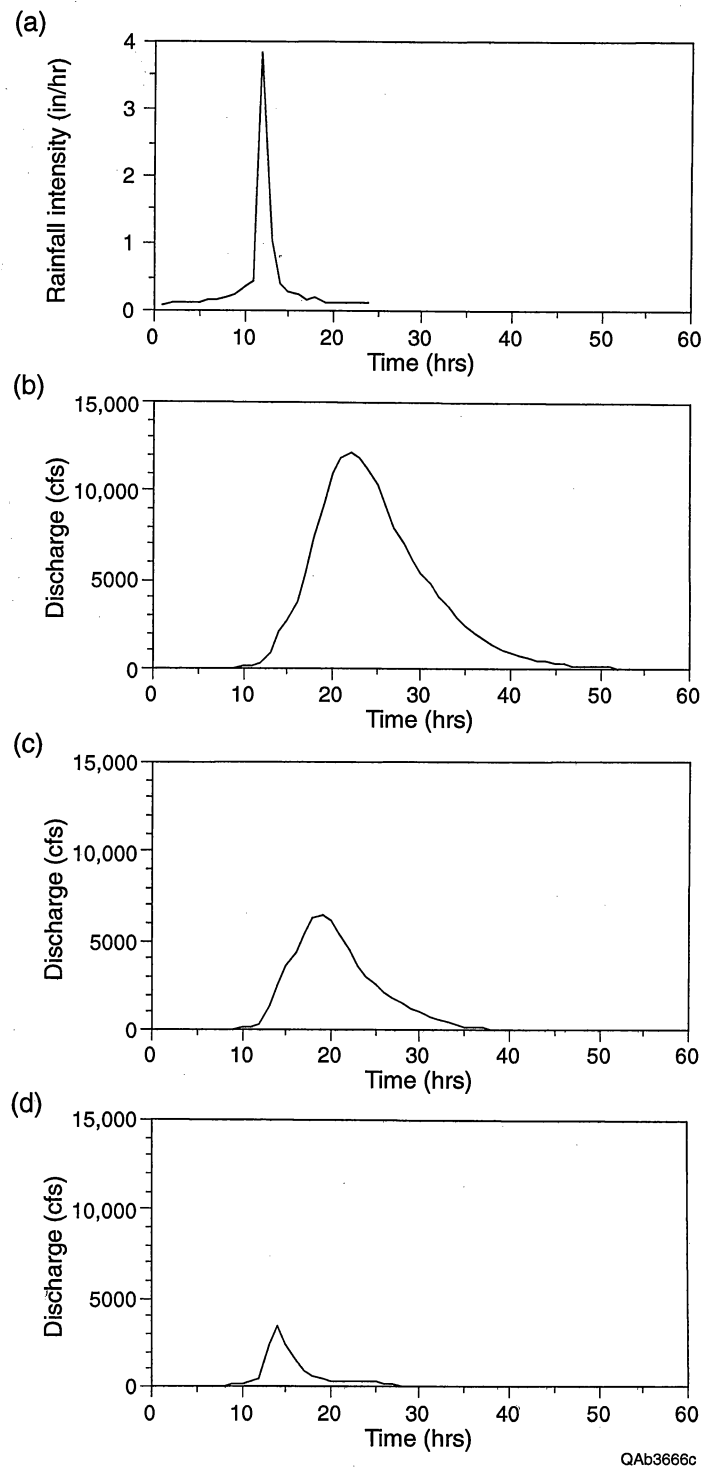 (a)
4
3
2
1
0
Rainfall intensity (in/hr)
0 10 20 30 40 50 60
Time (hrs)
(b)
15,000
10,000
5000
0
Discharge (cfs)
0 10 20 30 40 50 60
Time (hrs)
(c)
15,000
10,000
5000
0
Discharge (cfs)
0 10 20 30 40 50 60
Time (hrs)
(d)
15,000
10,000
5000
0
Discharge (cfs)
0 10 20 30 40 50 60
Time (hrs)
QAb3666c